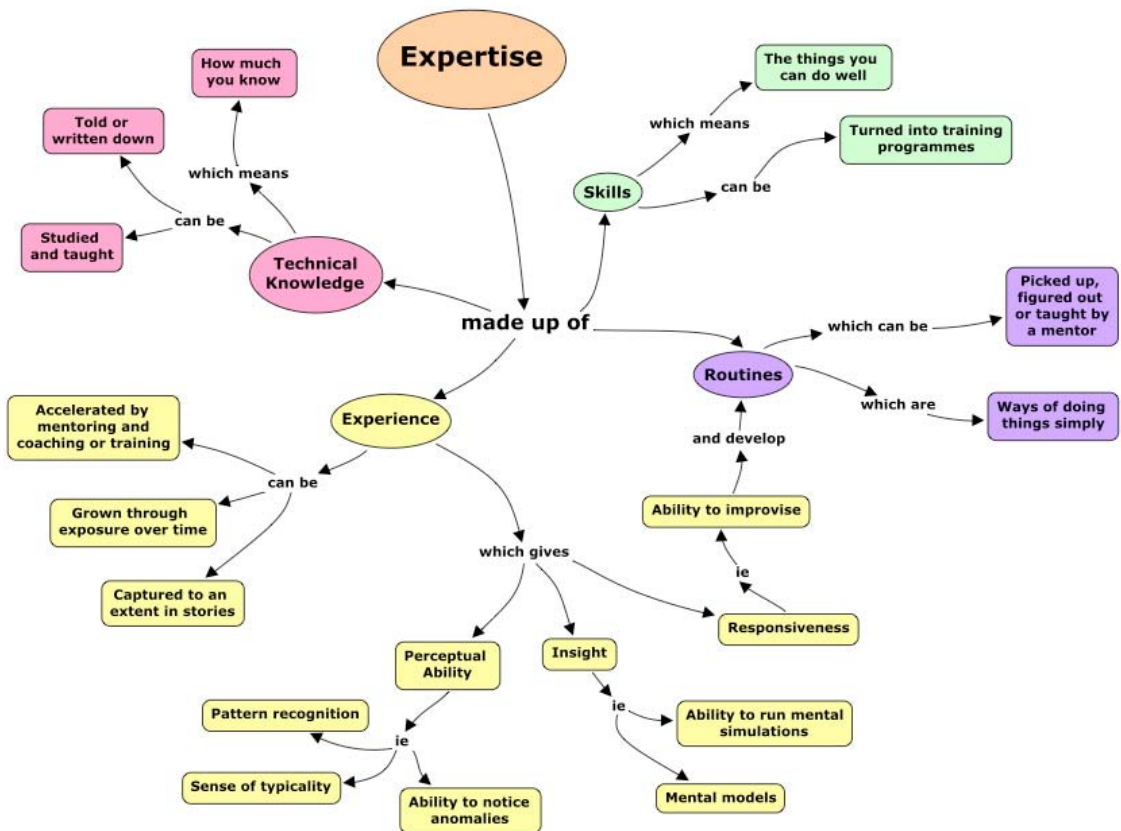 Expertise
How much
you know
The things you
can do well
Told or
written down
which means
which means
Turned into training
programmes
Skills
can be
can be
Studied
and taught
Technical
Knowledge
made up of
Picked up,
figured out
or taught by
a mentor
which can be
Routines
which are
Ways of doing
things simply
Accelerated by
mentoring and
coaching or training
Experience
and develop
can be
Grown through
exposure over time
Ability to improvise
which gives
ie
Captured to an
extent in stories
Responsiveness
Perceptual
Ability
Insight
Pattern recognition
ie
ie
Ability to run mental
simulations
Sense of typicality
Ability to notice
anomalies
Mental models